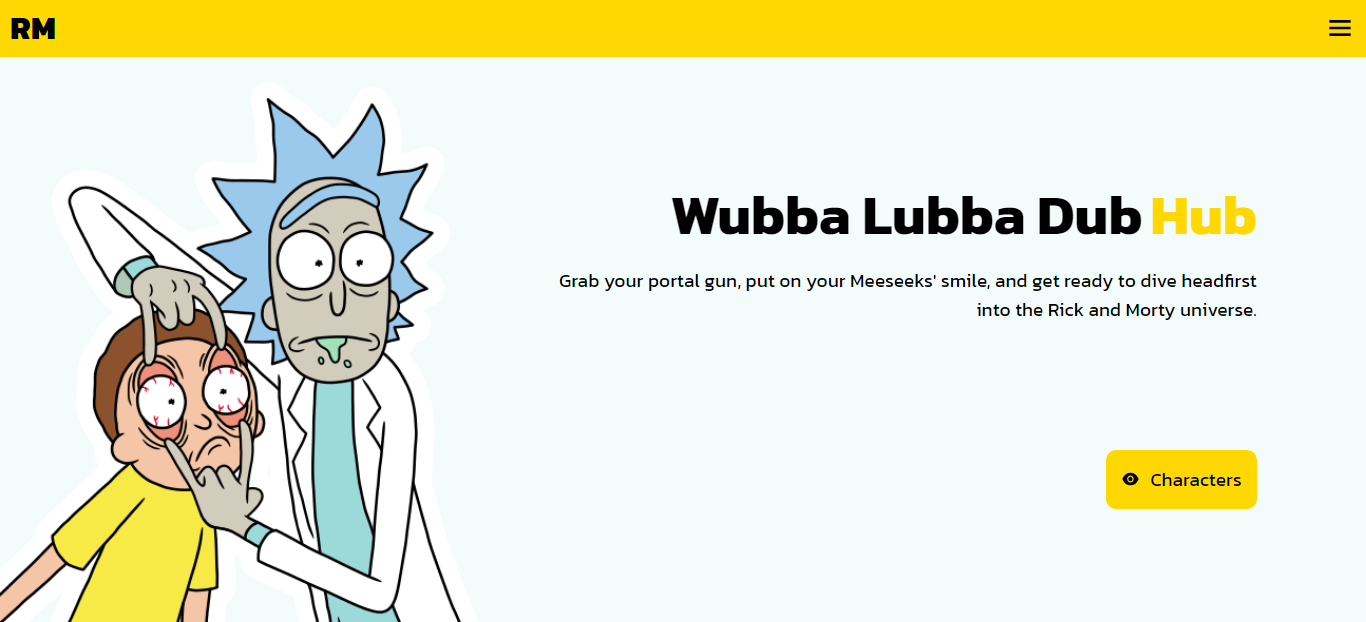 RM
Wubba Lubba Dub Hub
Grab your portal gun, put on your Meeseeks' smile, and get ready to dive headfirst
into the Rick and Morty universe.
Characters